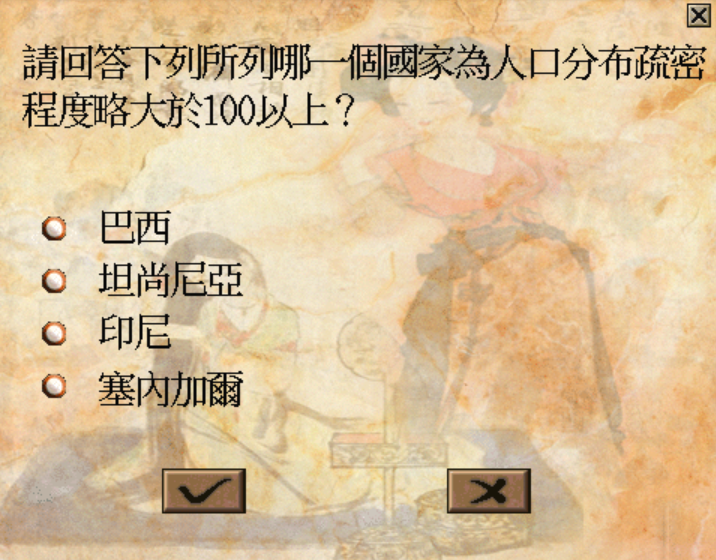 請回答下列所列哪一個國家為人口分布疏密
程度略大於100以上？
巴西
坦尚尼亞
印尼
塞內加爾